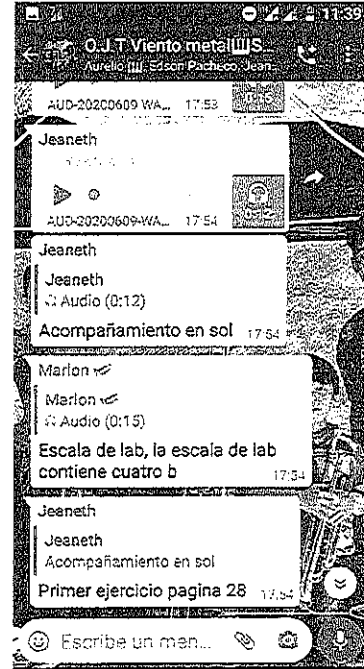 11:39
O.J.T Viento metal
Aurelio Edson Pacheco, Jean...
AUD-20200609 WA... 17:53
Jeaneth
AUD-20200609-WA... 17:54
Jeaneth
Jeaneth
Audio (0:12)
Acompañamiento en sol 17:54
Marlon
Marlon
Audio (0:15)
Escala de lab, la escala de lab
contiene cuatro b 17:54
Jeaneth
Jeaneth
Acompañamiento en sol
Primer ejercicio pagina 28 17:54
Escribe un men...